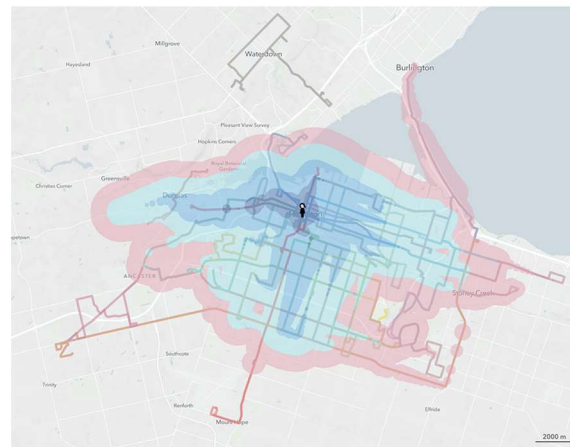 Millgrove
Waterdown
Hayesland
Burlington
Pleasant View Survey
Hopkins Corners
Royal Botanical
Gardens
Greensville
Christes Corner
Dundas
ANCASTER
Stoney Creek
Southcote
Trinity
Renforth
Mount Hope
Elfrida
2000 m